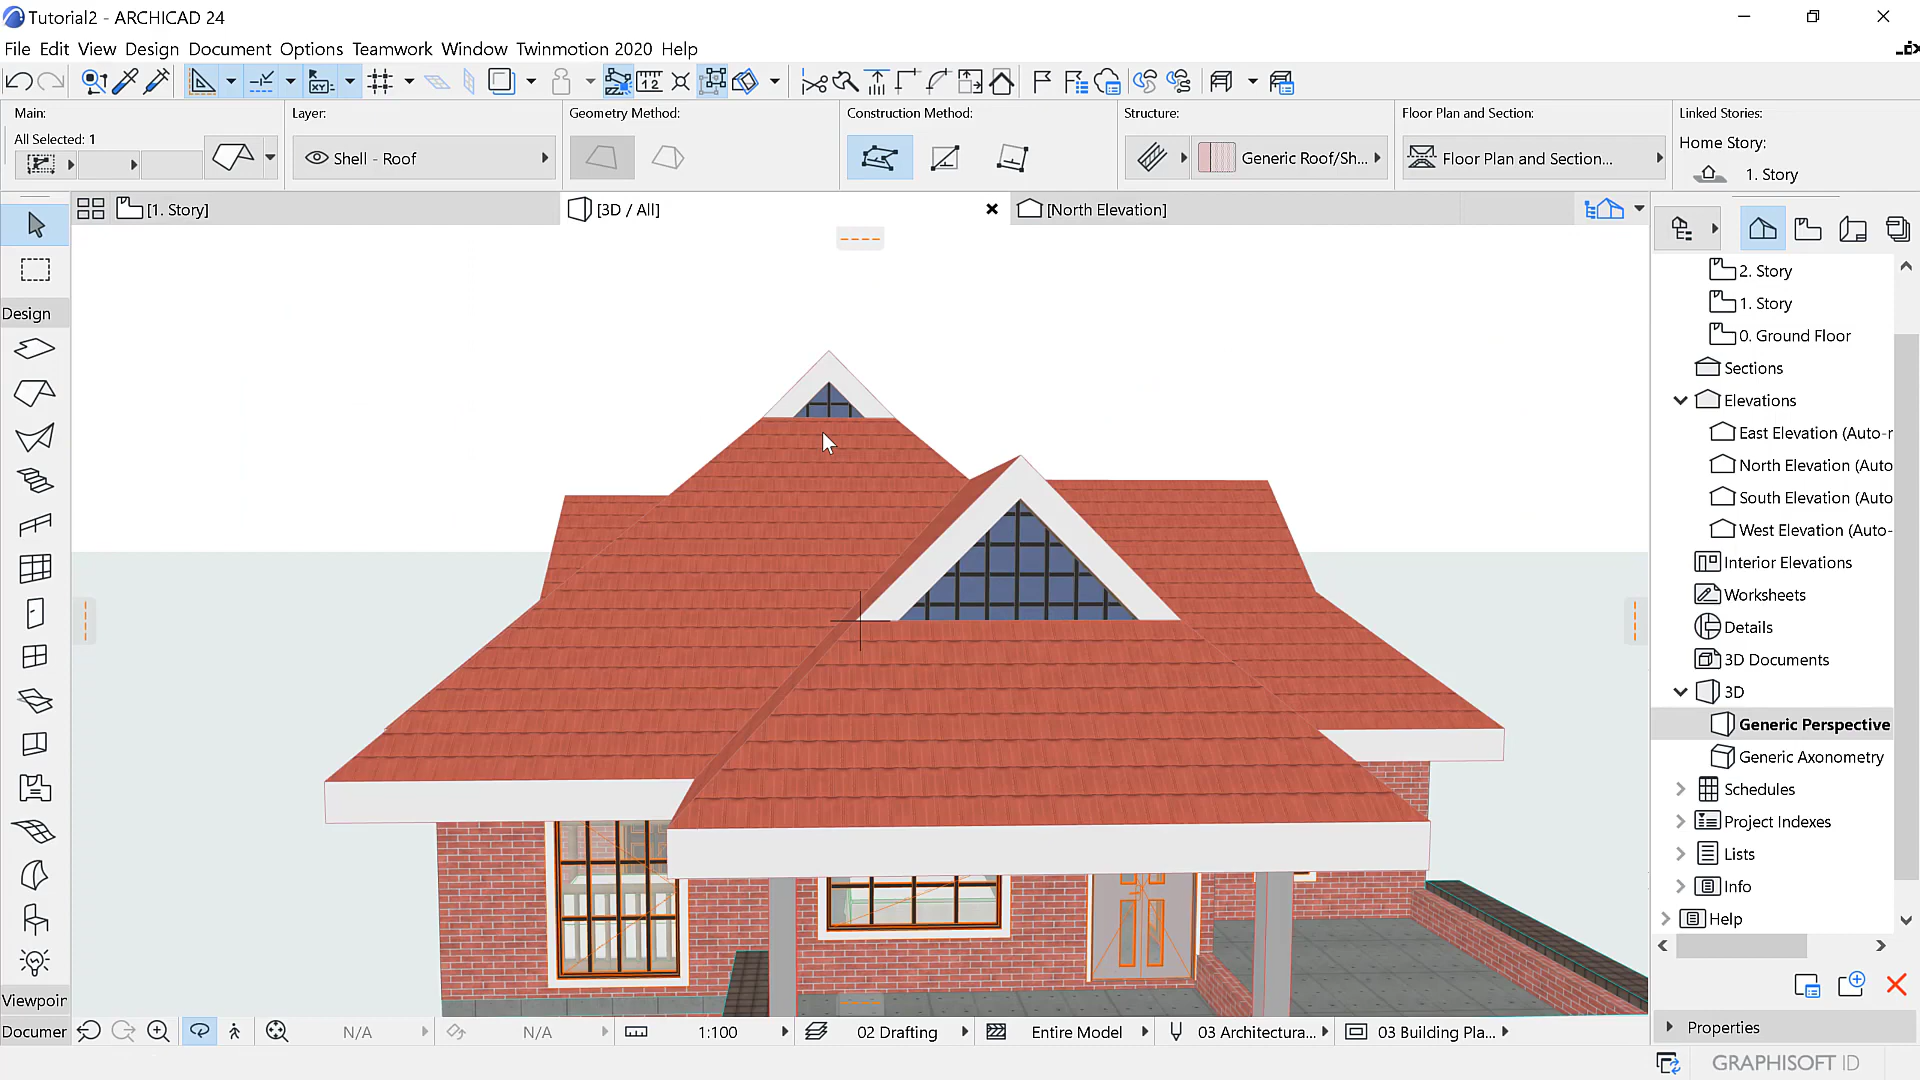 Tutorial2 - ARCHICAD 24
File Edit View Design Document Options Teamwork Window Twinmotion 2020 Help
Main:
All Selected: 1
Layer:
Shell - Roof
Geometry Method:
Construction Method:
Structure:
Generic Roof/Sh...
Floor Plan and Section:
Floor Plan and Section...
Linked Stories:
Home Story:
1. Story
[1. Story]
[3D / All]
[North Elevation]
Design
Viewpoir
Documer
2. Story
1. Story
0. Ground Floor
Sections
Elevations
East Elevation (Auto-r
North Elevation (Auto
South Elevation (Auto
West Elevation (Auto-
Interior Elevations
Worksheets
Details
3D Documents
3D
Generic Perspective
Generic Axonometry
Schedules
Project Indexes
Lists
Info
Help
Properties
N/A
N/A
1:100
02 Drafting
Entire Model
03 Architectura...
03 Building Pla...
GRAPHISOFT ID